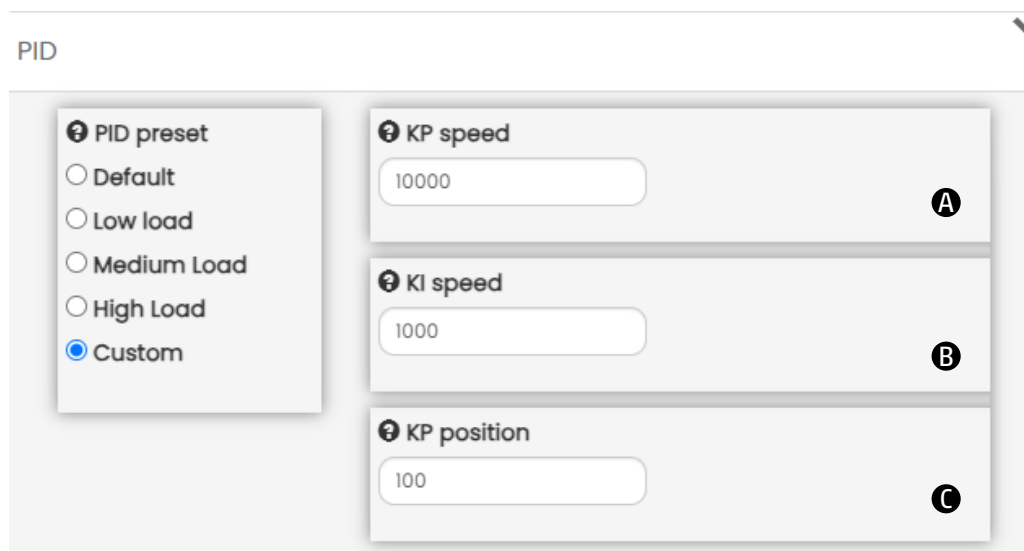 PID
PID preset
Default
Low load
Medium Load
High Load
Custom
KP speed
10000
A
KI speed
1000
B
KP position
100
C